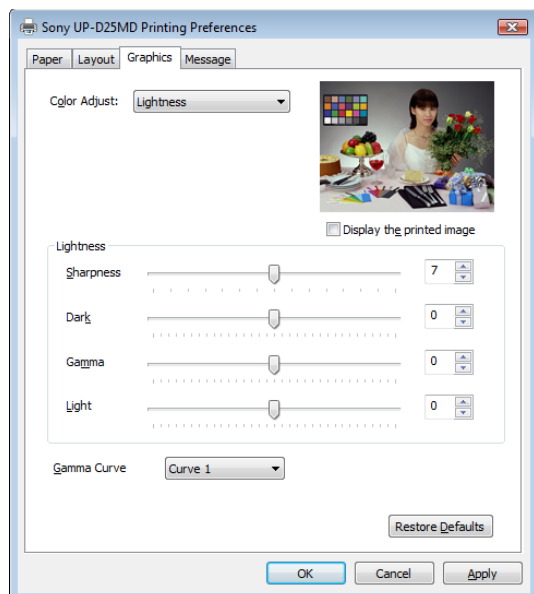 Sony UP-D25MD Printing Preferences
Paper Layout Graphics Message
Color Adjust: Lightness
Display the printed image
Lightness
Sharpness 7
Dark 0
Gamma 0
Light 0
Gamma Curve Curve 1
Restore Defaults
OK Cancel Apply